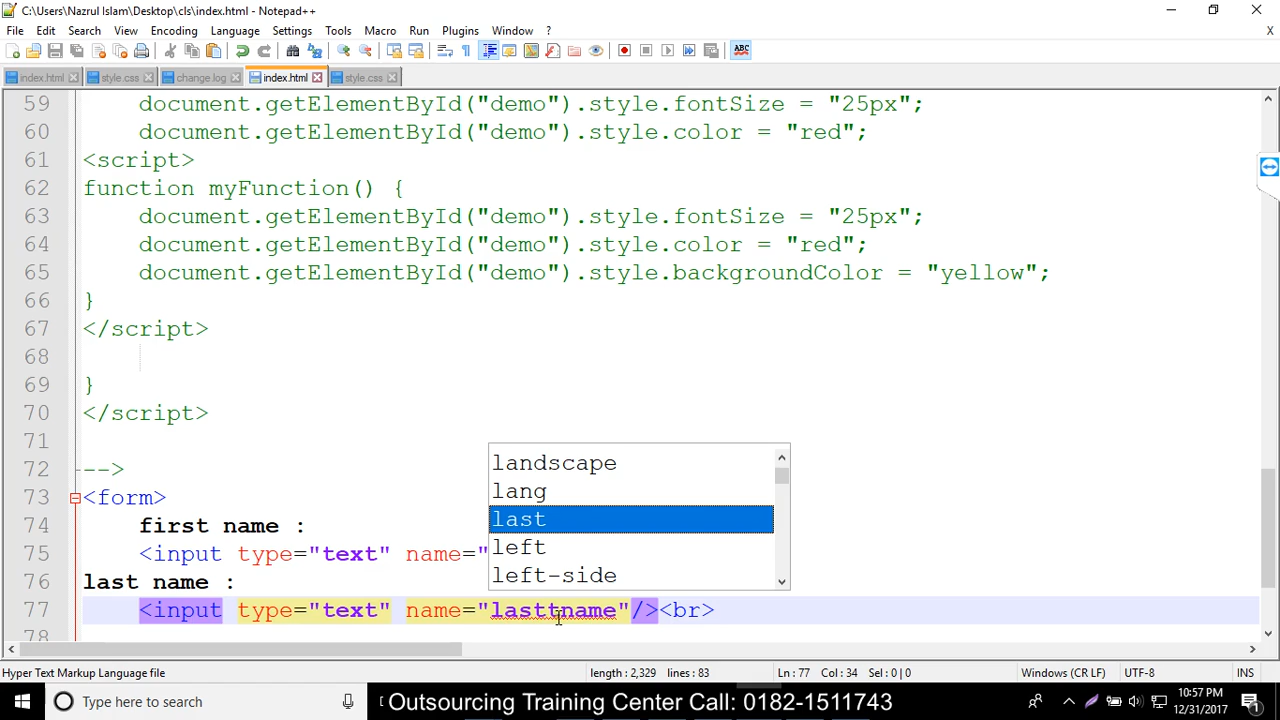 C:\Users\Nazrul Islam\Desktop\cls\index.html - Notepad++
File Edit Search View Encoding Language Settings Tools Macro Run Plugins Window ?
X
ABC
index.html style.css change.log index.html style.css
59 document.getElementById("demo").style.fontSize = "25px";
60 document.getElementById("demo").style.color = "red";
61 <script>
62 function myFunction() {
63 document.getElementById("demo").style.fontSize = "25px";
64 document.getElementById("demo").style.color = "red";
65 document.getElementById("demo").style.backgroundColor = "yellow";
66 }
67 </script>
68
69 }
70 </script>
71
72 -->
73 <form>
74 first name :
75 <input type="text" name="
76 last name :
77 <input type="text" name="lasttname"/><br>
78
landscape
lang
last
left
left-side
Hyper Text Markup Language file length : 2,329 lines : 83 Ln : 77 Col : 34 Sel : 0 | 0 Windows (CR LF) UTF-8 INS
Type here to search
[ Outsourcing Training Center Call: 0182-1511743
10:57 PM
12/31/2017
1